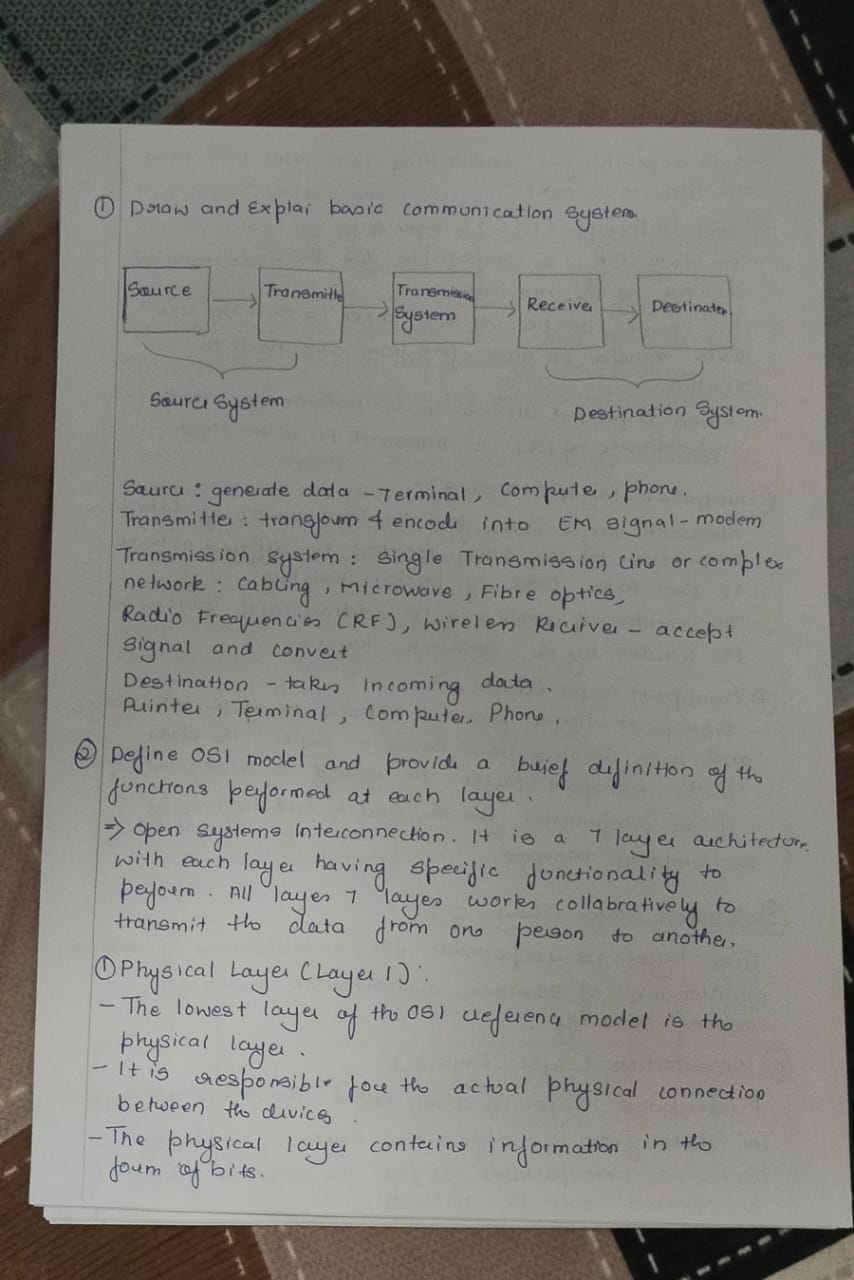 ① Draw and Explai basic communication system.
Source
Transmitte
Transmission
System
Receiver
Destinater
Source System
Destination System.
Source : generate data - Terminal, Computer, phone.
Transmitter : transfoum & encode into EM signal - modem
Transmission system : single Transmission line or complex
network : Cabling, Microwave, Fibre optics,
Radio Frequencies (RF), wireless Reciever - accept
signal and convert
Destination - takes Incoming data.
Printer, Terminal, Computer, Phone.
② Define OSI model and provide a brief definition of the
functions performed at each layer.
⇒ Open Systems Interconnection. It is a 7 layer architecture
with each layer having specific functionality to
perform. All layer 7 layers works collabratively to
transmit the data from one person to another.
① Physical Layer (Layer 1) :
- The lowest layer of the OSI reference model is the
physical layer.
- It is responsible for the actual physical connection
between the devices.
- The physical layer contains information in the
form of bits.